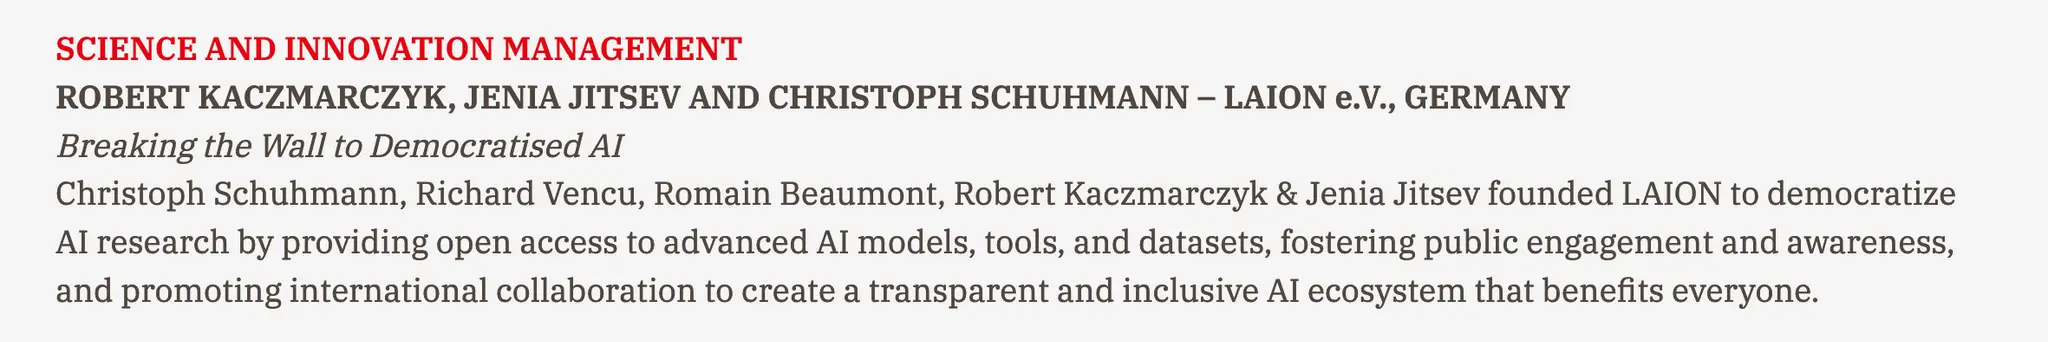 SCIENCE AND INNOVATION MANAGEMENT
ROBERT KACZMARCZYK, JENIA JITSEV AND CHRISTOPH SCHUHMANN – LAION e.V., GERMANY
Breaking the Wall to Democratised AI
Christoph Schuhmann, Richard Vencu, Romain Beaumont, Robert Kaczmarczyk & Jenia Jitsev founded LAION to democratize
AI research by providing open access to advanced AI models, tools, and datasets, fostering public engagement and awareness,
and promoting international collaboration to create a transparent and inclusive AI ecosystem that benefits everyone.